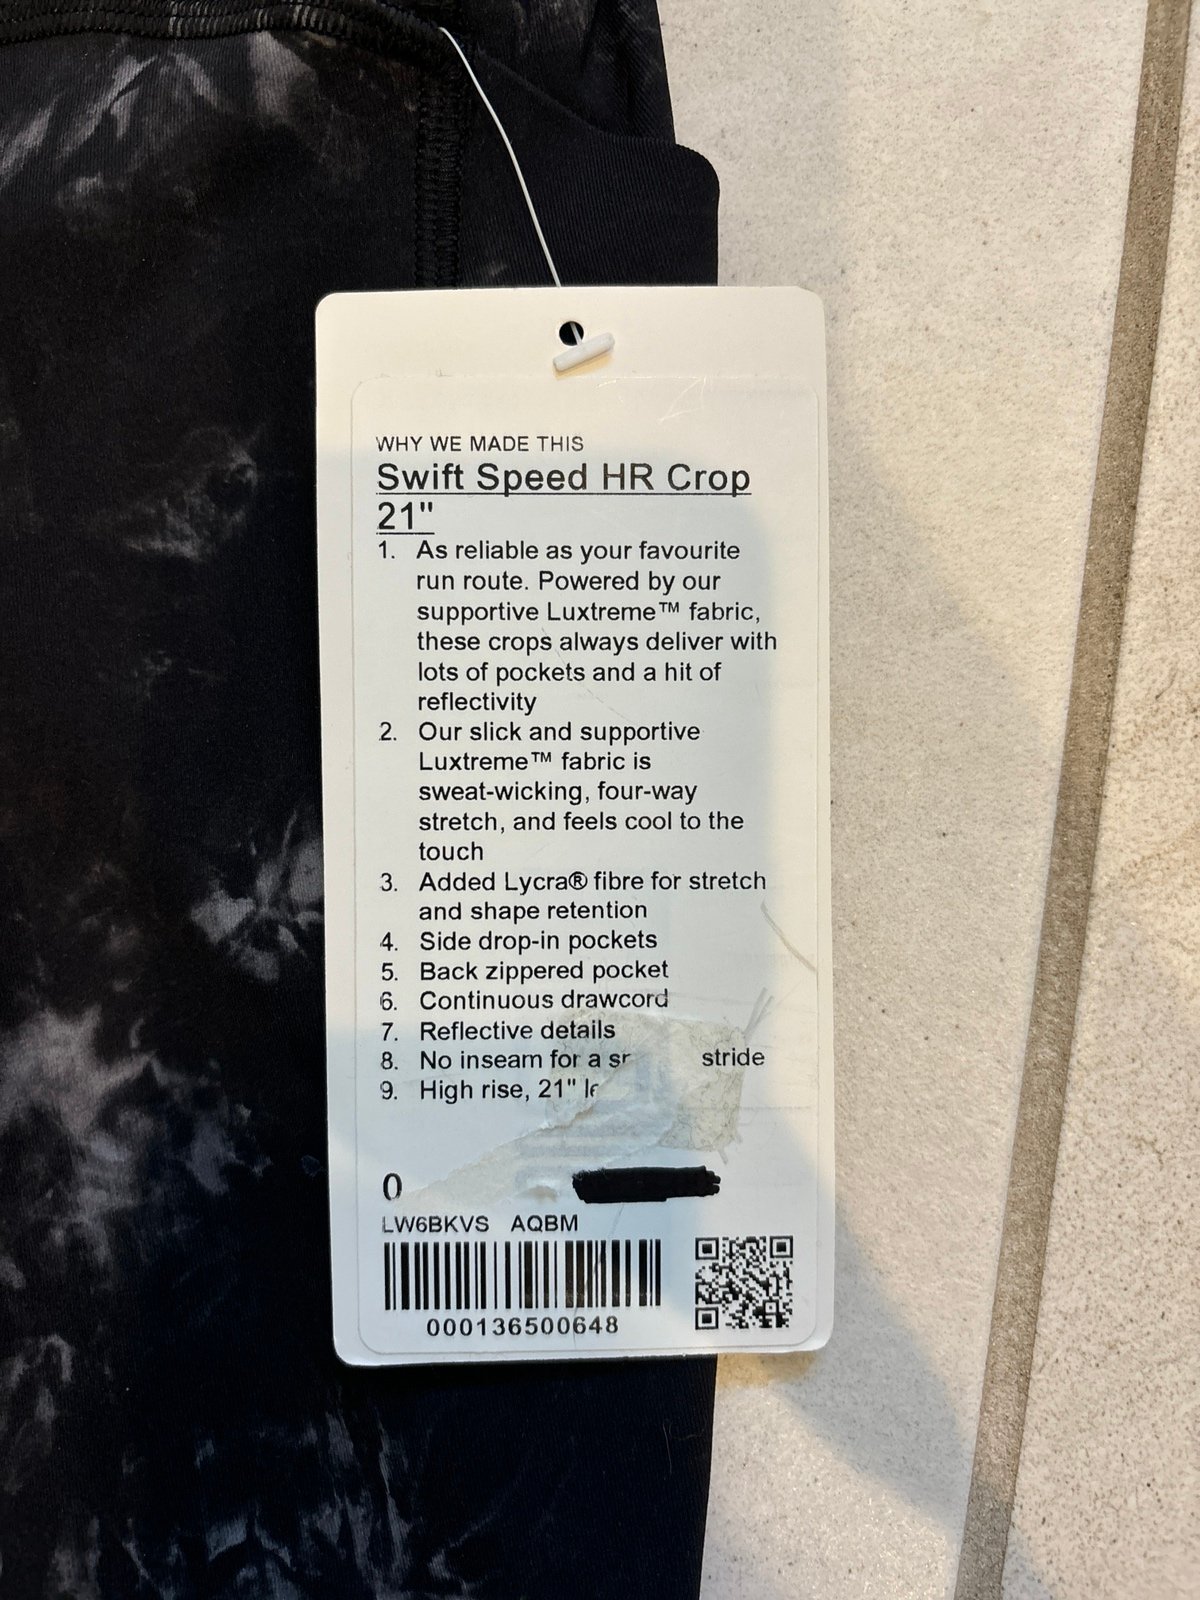 WHY WE MADE THIS
Swift Speed HR Crop
21"
1. As reliable as your favourite
run route. Powered by our
supportive Luxtreme™ fabric,
these crops always deliver with
lots of pockets and a hit of
reflectivity
2. Our slick and supportive
Luxtreme™ fabric is
sweat-wicking, four-way
stretch, and feels cool to the
touch
3. Added Lycra® fibre for stretch
and shape retention
4. Side drop-in pockets
5. Back zippered pocket
6. Continuous drawcord
7. Reflective details
8. No inseam for a stride
9. High rise, 21"
0
LW6BKVS AQBM
000136500648